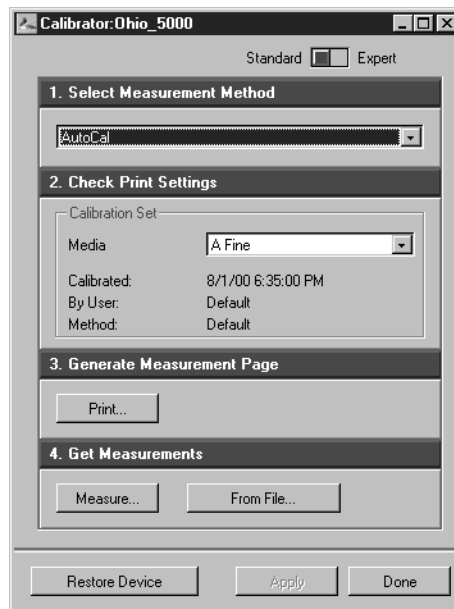 Calibrator:Ohio_5000
Standard Expert
1. Select Measurement Method
AutoCal
2. Check Print Settings
Calibration Set
Media A Fine
Calibrated: 8/1/00 6:35:00 PM
By User: Default
Method: Default
3. Generate Measurement Page
Print...
4. Get Measurements
Measure... From File...
Restore Device Apply Done